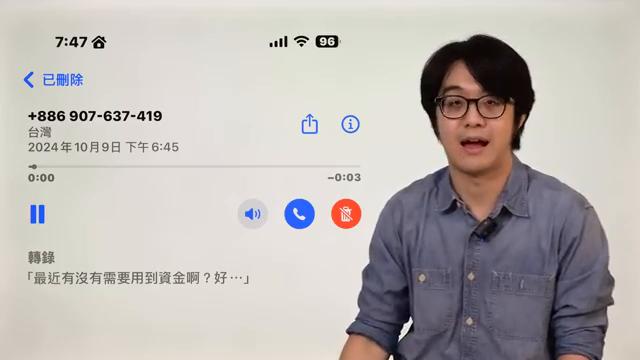 7:47
96
已刪除
+886 907-637-419
台灣
2024年10月9日 下午6:45
0:00
−0:03
轉錄
「最近有沒有需要用到資金啊？好⋯」